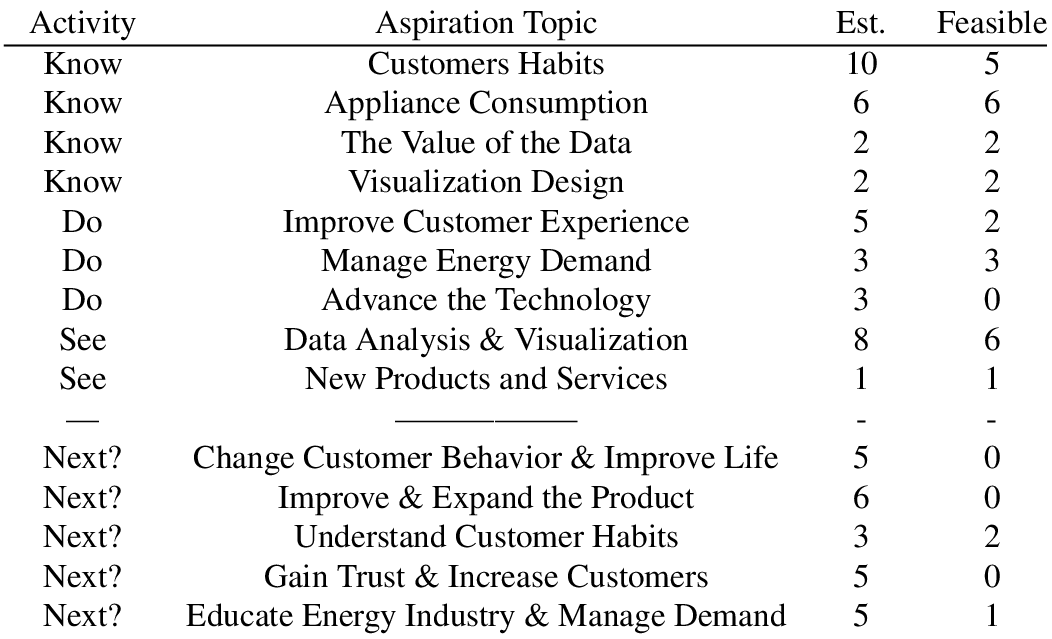 Activity Aspiration Topic Est. Feasible
Know Customers Habits 10 5
Know Appliance Consumption 6 6
Know The Value of the Data 2 2
Know Visualization Design 2 2
Do Improve Customer Experience 5 2
Do Manage Energy Demand 3 3
Do Advance the Technology 3 0
See Data Analysis & Visualization 8 6
See New Products and Services 1 1
— ————— - -
Next? Change Customer Behavior & Improve Life 5 0
Next? Improve & Expand the Product 6 0
Next? Understand Customer Habits 3 2
Next? Gain Trust & Increase Customers 5 0
Next? Educate Energy Industry & Manage Demand 5 1